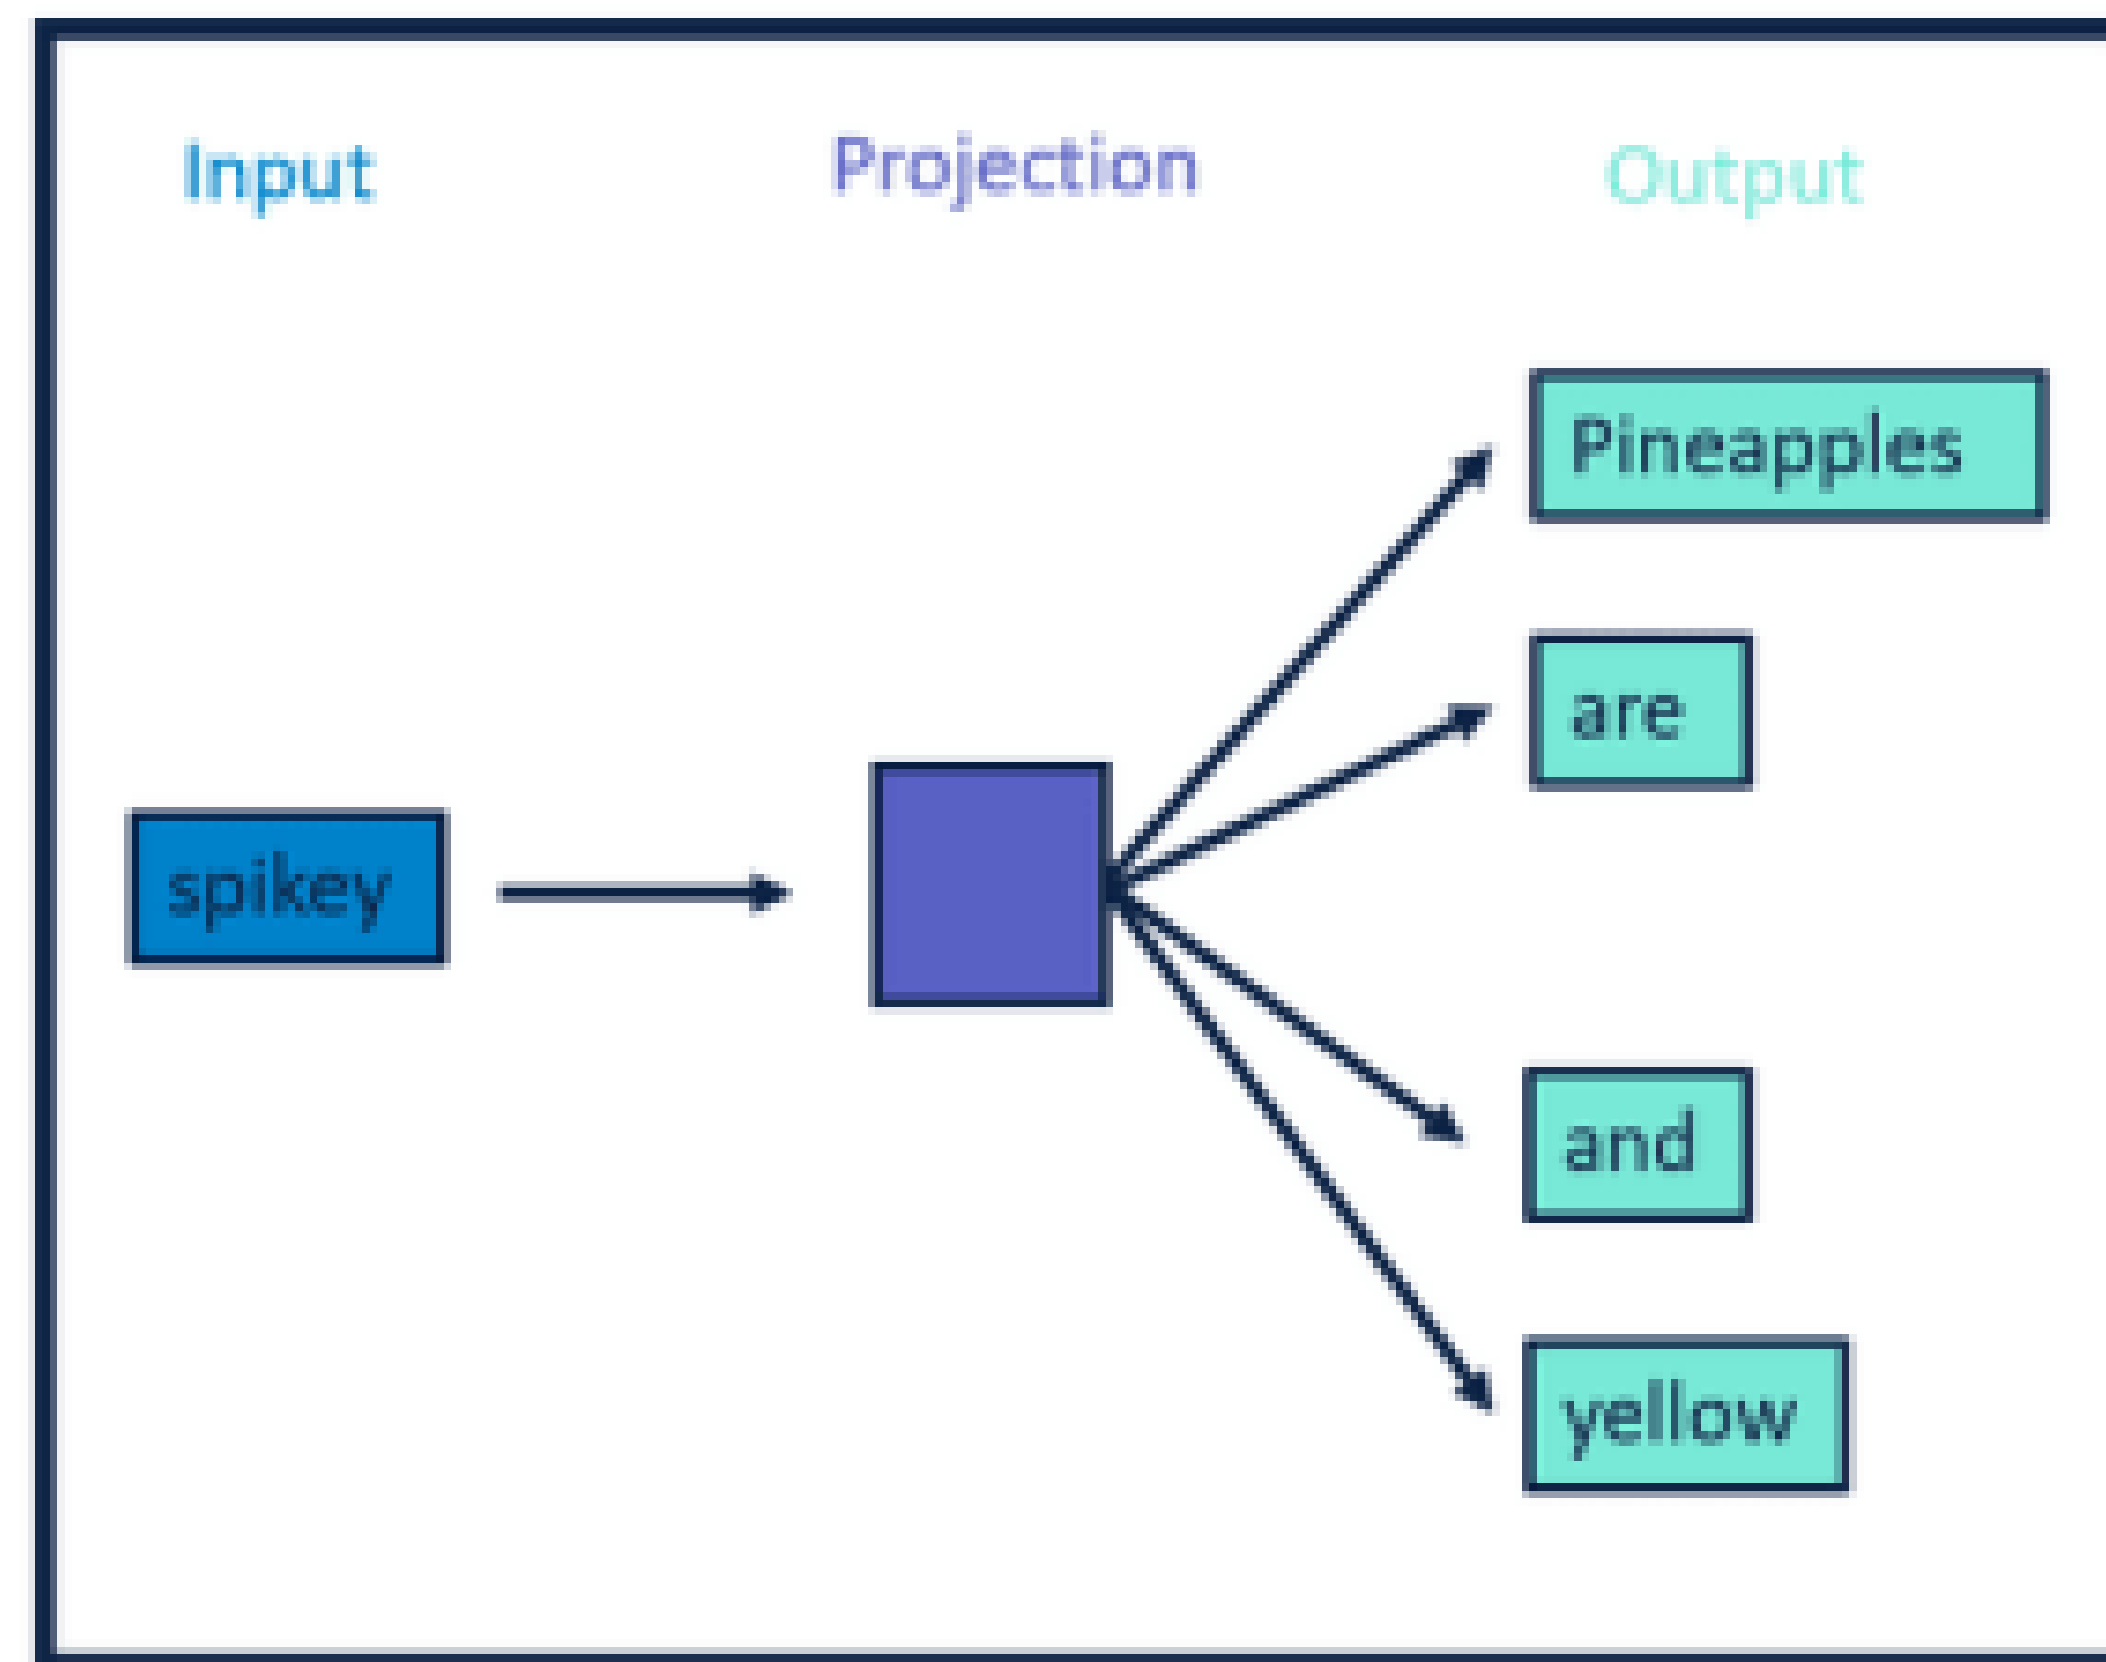 Input
Projection
Output
Pineapples
are
spikey
and
yellow